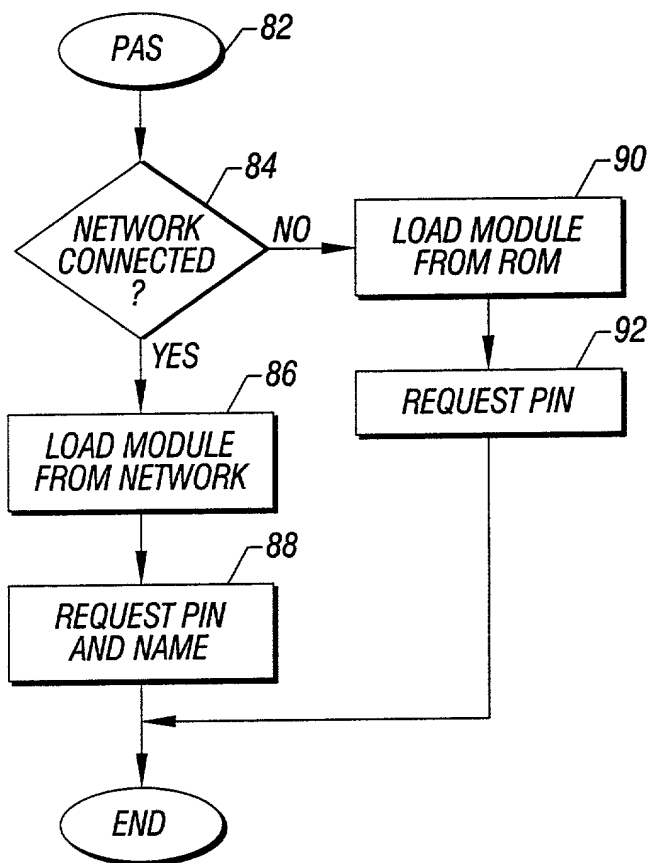 PAS
82
84
NETWORK
CONNECTED
?
NO
YES
90
LOAD MODULE
FROM ROM
92
REQUEST PIN
86
LOAD MODULE
FROM NETWORK
88
REQUEST PIN
AND NAME
END